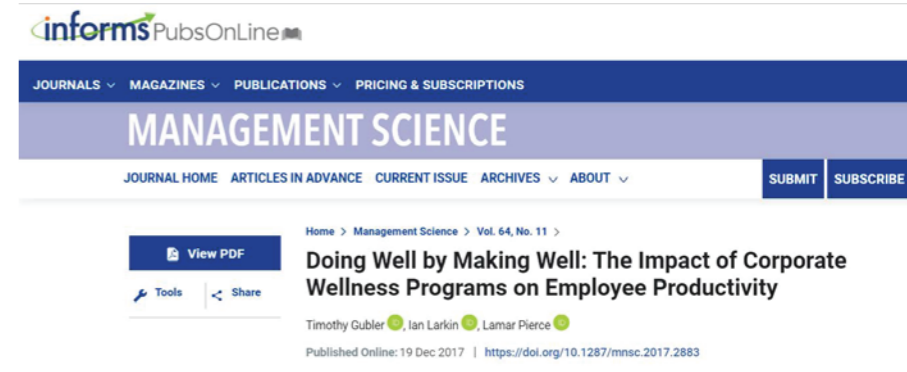 informs PubsOnLine
JOURNALS MAGAZINES PUBLICATIONS PRICING & SUBSCRIPTIONS
MANAGEMENT SCIENCE
JOURNAL HOME ARTICLES IN ADVANCE CURRENT ISSUE ARCHIVES ABOUT SUBMIT SUBSCRIBE
Home > Management Science > Vol. 64, No. 11 >
View PDF
Tools Share
Doing Well by Making Well: The Impact of Corporate
Wellness Programs on Employee Productivity
Timothy Gubler iD, Ian Larkin iD, Lamar Pierce iD
Published Online: 19 Dec 2017 | https://doi.org/10.1287/mnsc.2017.2883